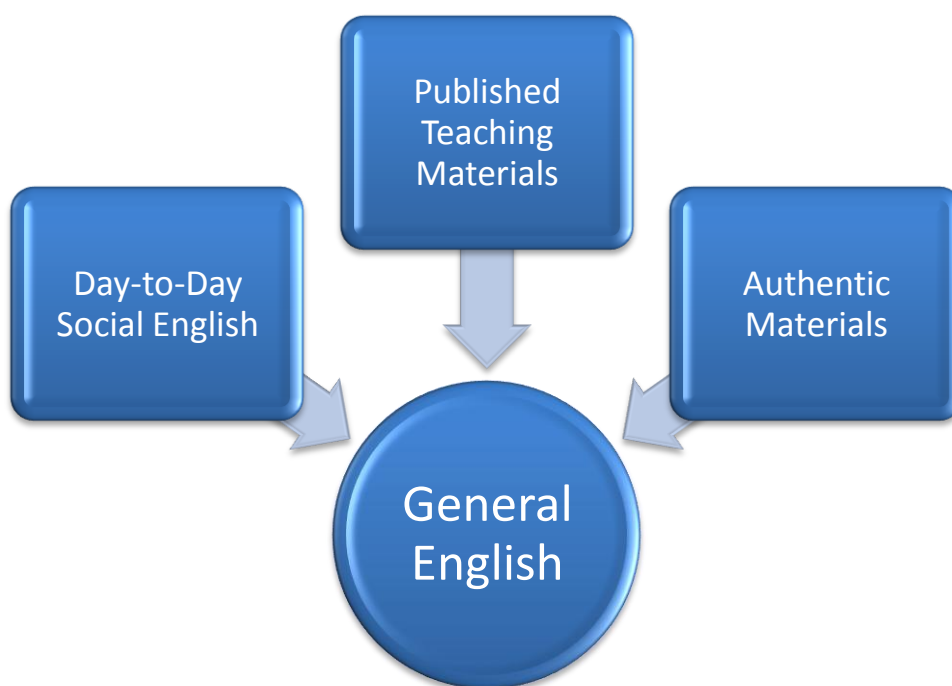 Published
Teaching
Materials
Day-to-Day
Social English
Authentic
Materials
General
English